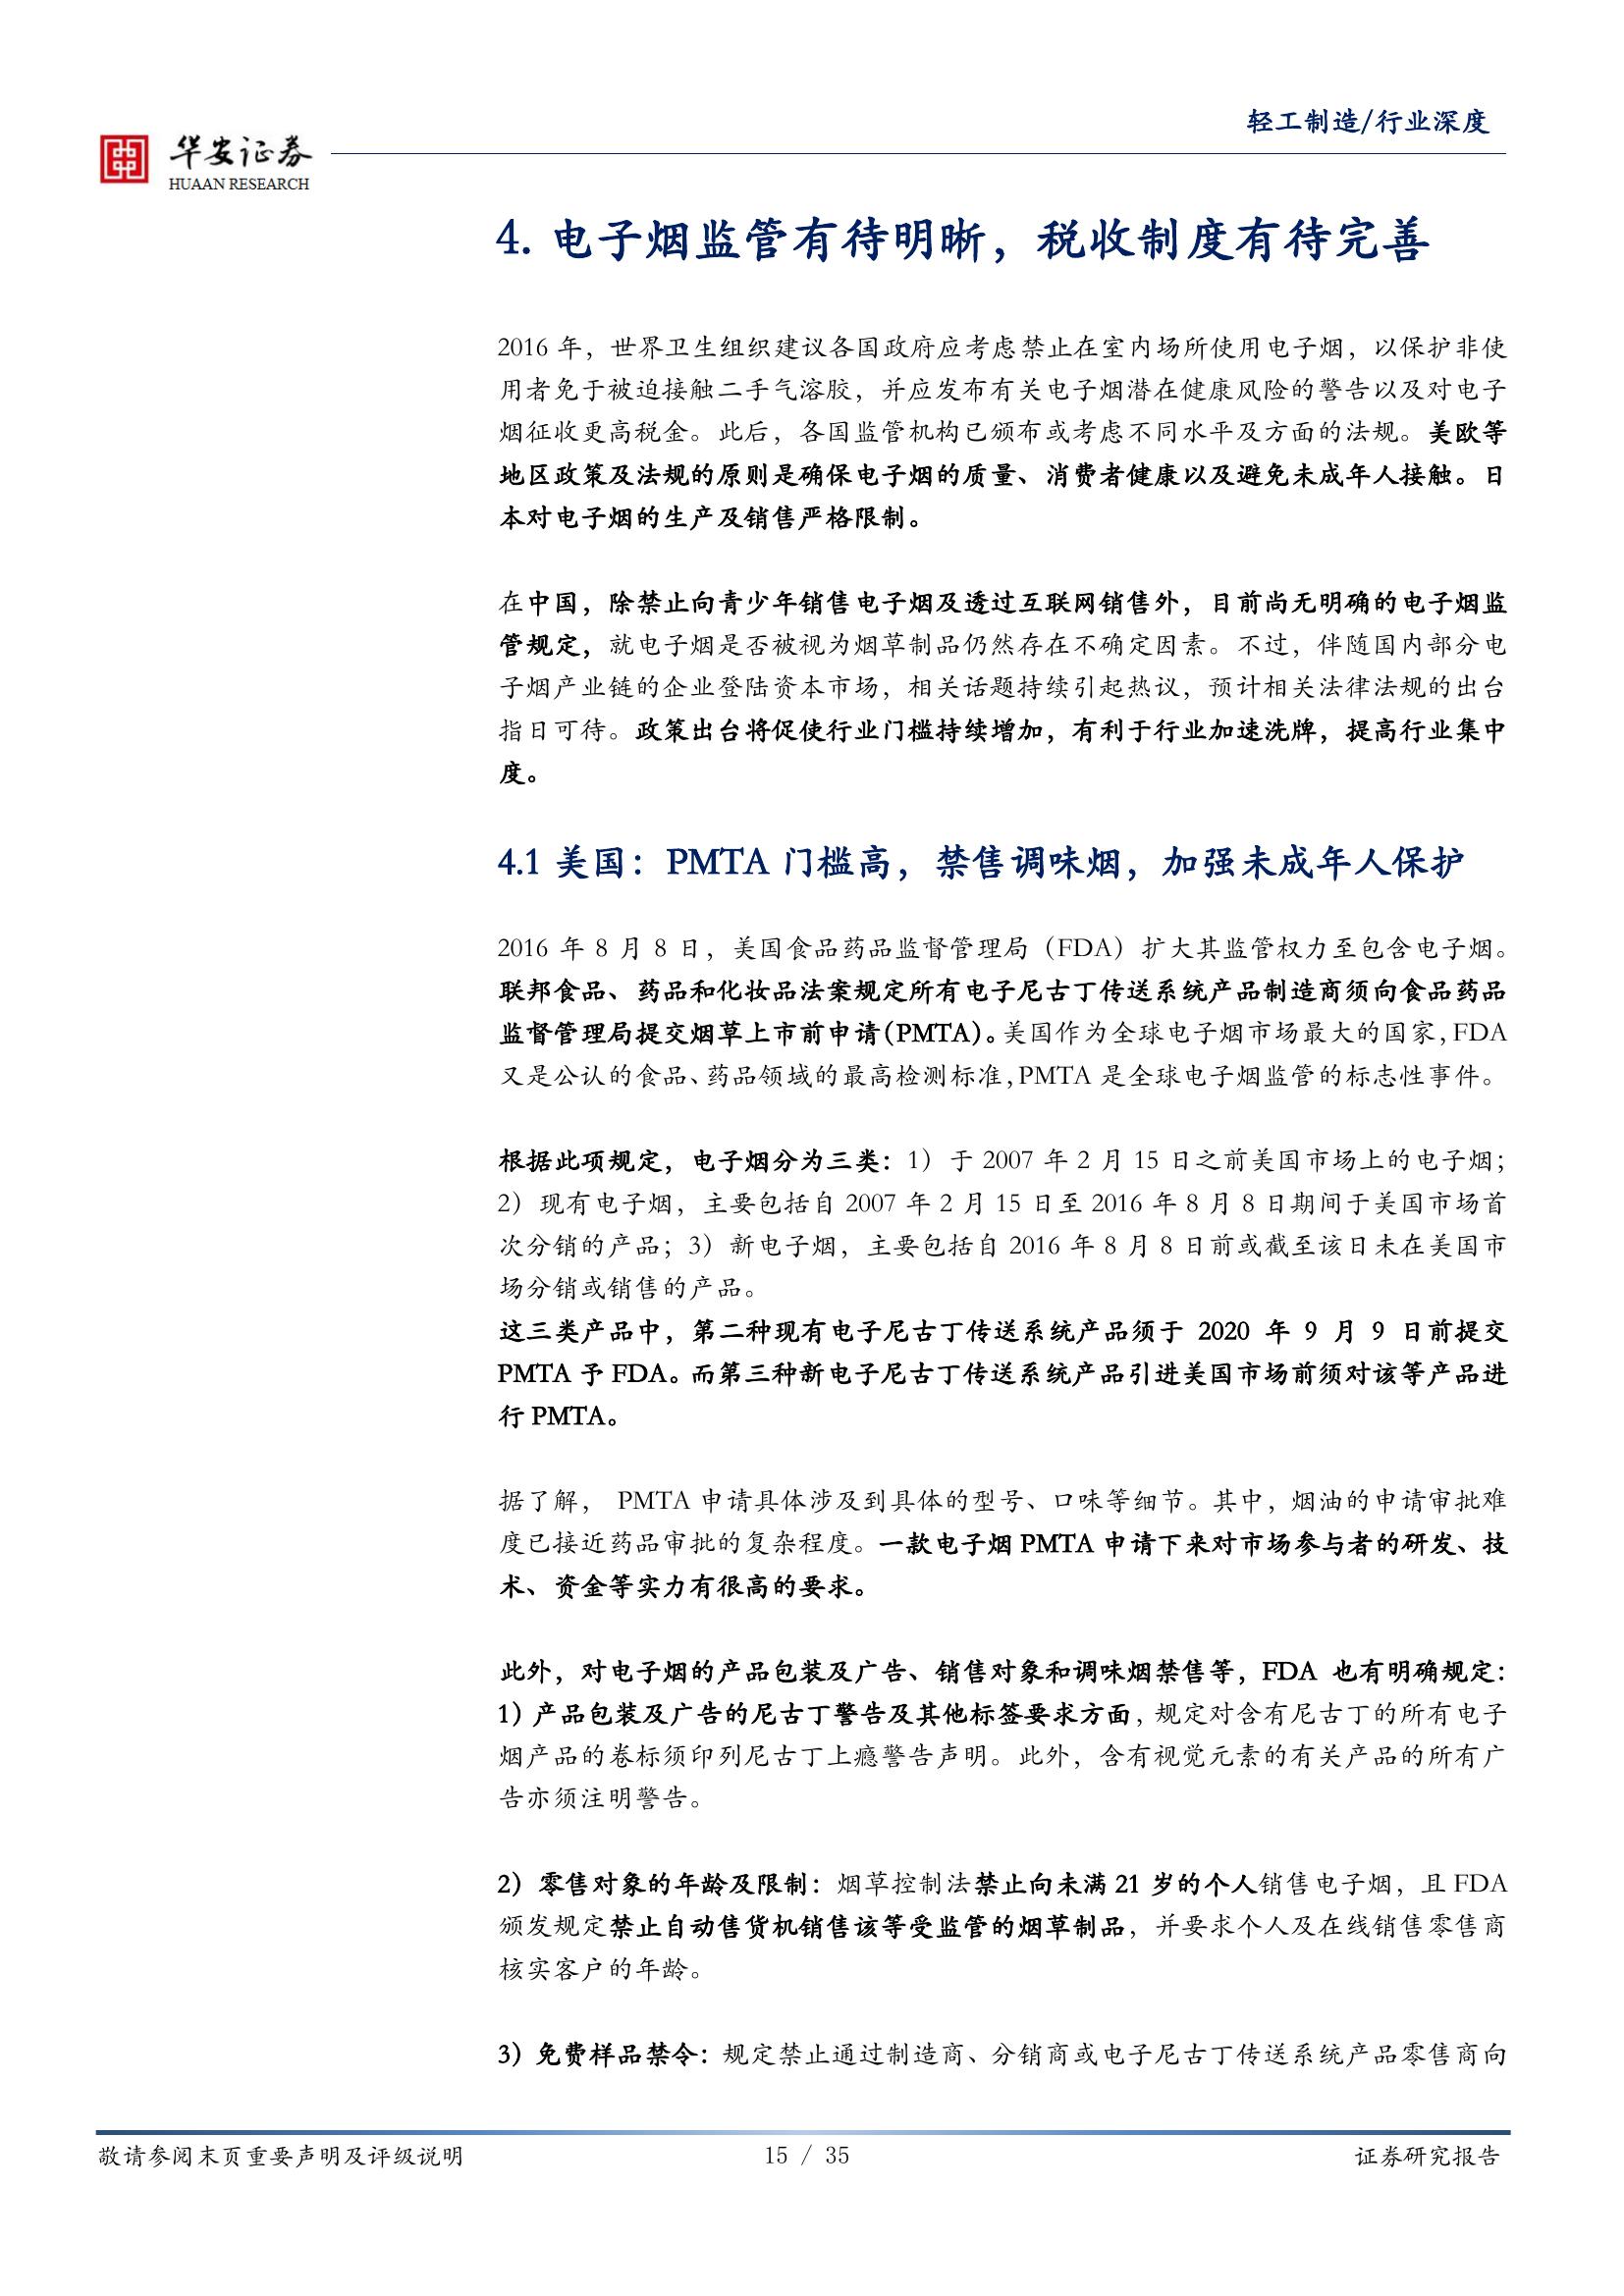 轻工制造/行业深度
华安证券
HUAAN RESEARCH
4. 电子烟监管有待明晰，税收制度有待完善
2016 年，世界卫生组织建议各国政府应考虑禁止在室内场所使用电子烟，以保护非使
用者免于被迫接触二手气溶胶，并应发布有关电子烟潜在健康风险的警告以及对电子
烟征收更高税金。此后，各国监管机构已颁布或考虑不同水平及方面的法规。美欧等
地区政策及法规的原则是确保电子烟的质量、消费者健康以及避免未成年人接触。日
本对电子烟的生产及销售严格限制。
在中国，除禁止向青少年销售电子烟及透过互联网销售外，目前尚无明确的电子烟监
管规定，就电子烟是否被视为烟草制品仍然存在不确定因素。不过，伴随国内部分电
子烟产业链的企业登陆资本市场，相关话题持续引起热议，预计相关法律法规的出台
指日可待。政策出台将促使行业门槛持续增加，有利于行业加速洗牌，提高行业集中
度。
4.1 美国：PMTA 门槛高，禁售调味烟，加强未成年人保护
2016 年 8 月 8 日，美国食品药品监督管理局（FDA）扩大其监管权力至包含电子烟。
联邦食品、药品和化妆品法案规定所有电子尼古丁传送系统产品制造商须向食品药品
监督管理局提交烟草上市前申请（PMTA）。美国作为全球电子烟市场最大的国家，FDA
又是公认的食品、药品领域的最高检测标准，PMTA 是全球电子烟监管的标志性事件。
根据此项规定，电子烟分为三类：1）于 2007 年 2 月 15 日之前美国市场上的电子烟；
2）现有电子烟，主要包括自 2007 年 2 月 15 日至 2016 年 8 月 8 日期间于美国市场首
次分销的产品；3）新电子烟，主要包括自 2016 年 8 月 8 日前或截至该日未在美国市
场分销或销售的产品。
这三类产品中，第二种现有电子尼古丁传送系统产品须于 2020 年 9 月 9 日前提交
PMTA 予 FDA。而第三种新电子尼古丁传送系统产品引进美国市场前须对该等产品进
行 PMTA。
据了解， PMTA 申请具体涉及到具体的型号、口味等细节。其中，烟油的申请审批难
度已接近药品审批的复杂程度。一款电子烟 PMTA 申请下来对市场参与者的研发、技
术、资金等实力有很高的要求。
此外，对电子烟的产品包装及广告、销售对象和调味烟禁售等，FDA 也有明确规定：
1）产品包装及广告的尼古丁警告及其他标签要求方面，规定对含有尼古丁的所有电子
烟产品的卷标须印列尼古丁上瘾警告声明。此外，含有视觉元素的有关产品的所有广
告亦须注明警告。
2）零售对象的年龄及限制：烟草控制法禁止向未满 21 岁的个人销售电子烟，且 FDA
颁发规定禁止自动售货机销售该等受监管的烟草制品，并要求个人及在线销售零售商
核实客户的年龄。
3）免费样品禁令：规定禁止通过制造商、分销商或电子尼古丁传送系统产品零售商向
敬请参阅末页重要声明及评级说明
15 / 35
证券研究报告